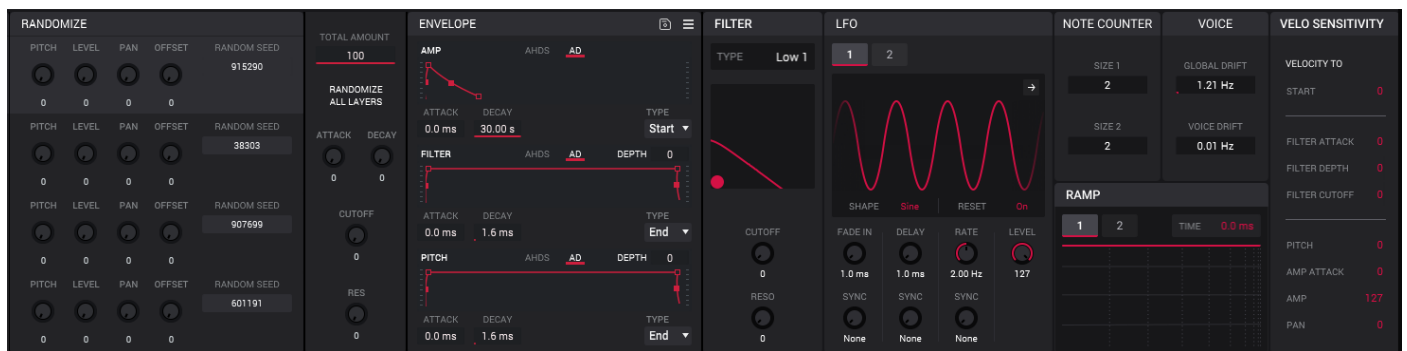 RANDOMIZE
PITCH LEVEL PAN OFFSET RANDOM SEED
915290
0 0 0 0
PITCH LEVEL PAN OFFSET RANDOM SEED
38303
0 0 0 0
PITCH LEVEL PAN OFFSET RANDOM SEED
907699
0 0 0 0
PITCH LEVEL PAN OFFSET RANDOM SEED
601191
0 0 0 0
TOTAL AMOUNT
100
RANDOMIZE
ALL LAYERS
ATTACK DECAY
0 0
CUTOFF
0
RES
0
ENVELOPE
AMP AHDS AD
ATTACK DECAY TYPE
0.0 ms 30.00 s Start
FILTER AHDS AD DEPTH 0
ATTACK DECAY TYPE
0.0 ms 1.6 ms End
PITCH AHDS AD DEPTH 0
ATTACK DECAY TYPE
0.0 ms 1.6 ms End
FILTER
TYPE Low 1
CUTOFF
0
RESO
0
LFO
1 2
SHAPE Sine RESET On
FADE IN DELAY RATE LEVEL
1.0 ms 1.0 ms 2.00 Hz 127
SYNC SYNC SYNC
None None None
NOTE COUNTER
SIZE 1
2
SIZE 2
2
VOICE
GLOBAL DRIFT
1.21 Hz
VOICE DRIFT
0.01 Hz
RAMP
1 2 TIME 0.0 ms
VELO SENSITIVITY
VELOCITY TO
START 0
FILTER ATTACK 0
FILTER DEPTH 0
FILTER CUTOFF 0
PITCH 0
AMP ATTACK 0
AMP 127
PAN 0